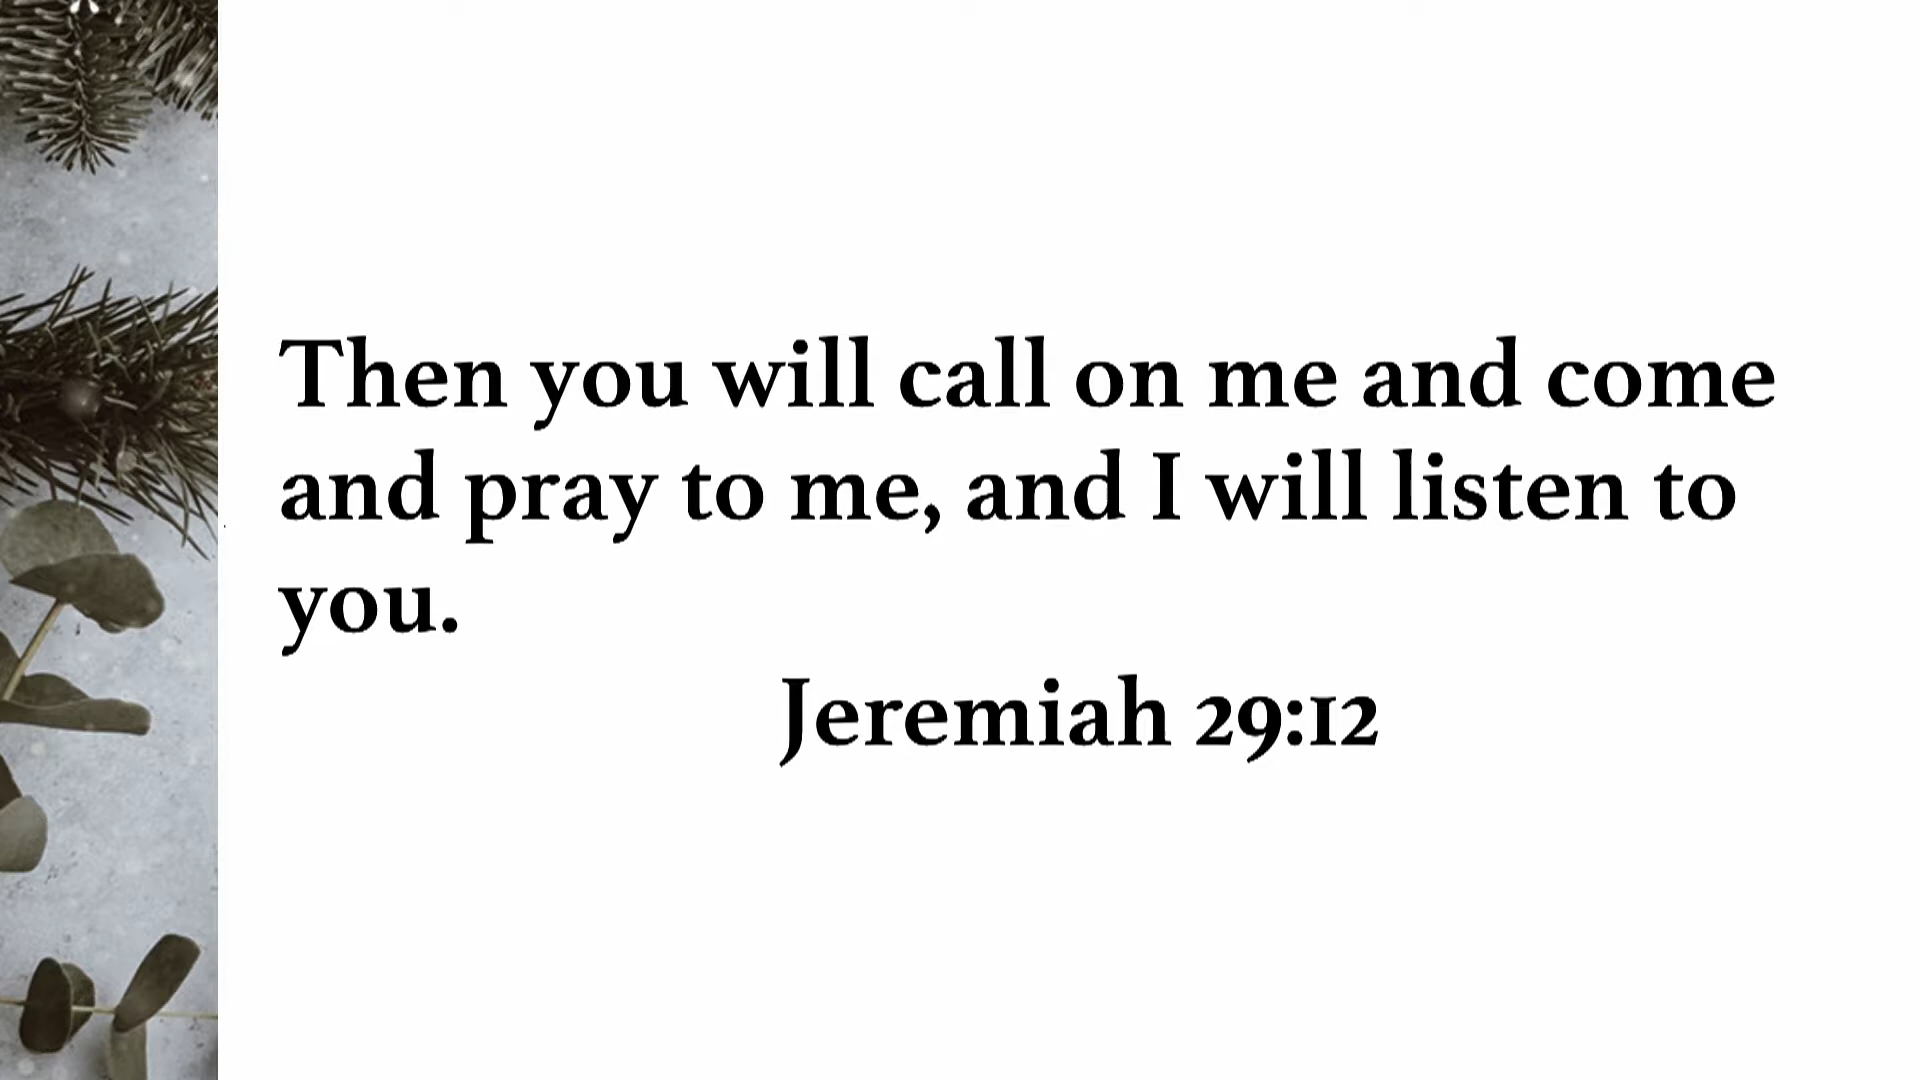 Then you will call on me and come
and pray to me, and I will listen to
you.
Jeremiah 29:12